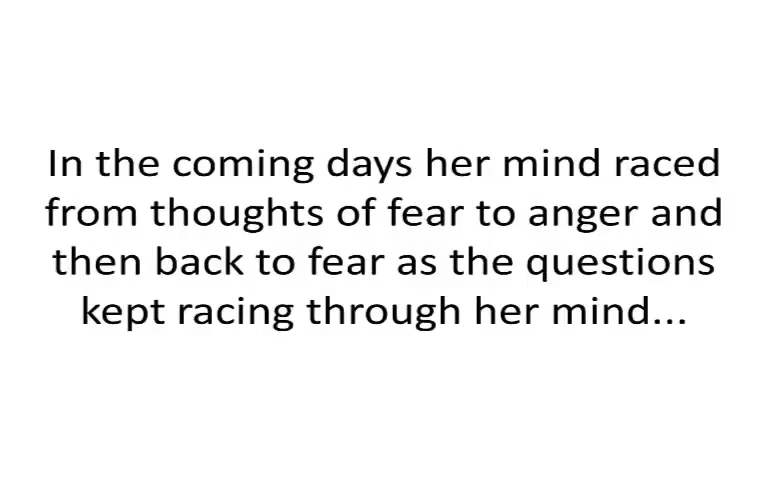 In the coming days her mind raced
from thoughts of fear to anger and
then back to fear as the questions
kept racing through her mind...